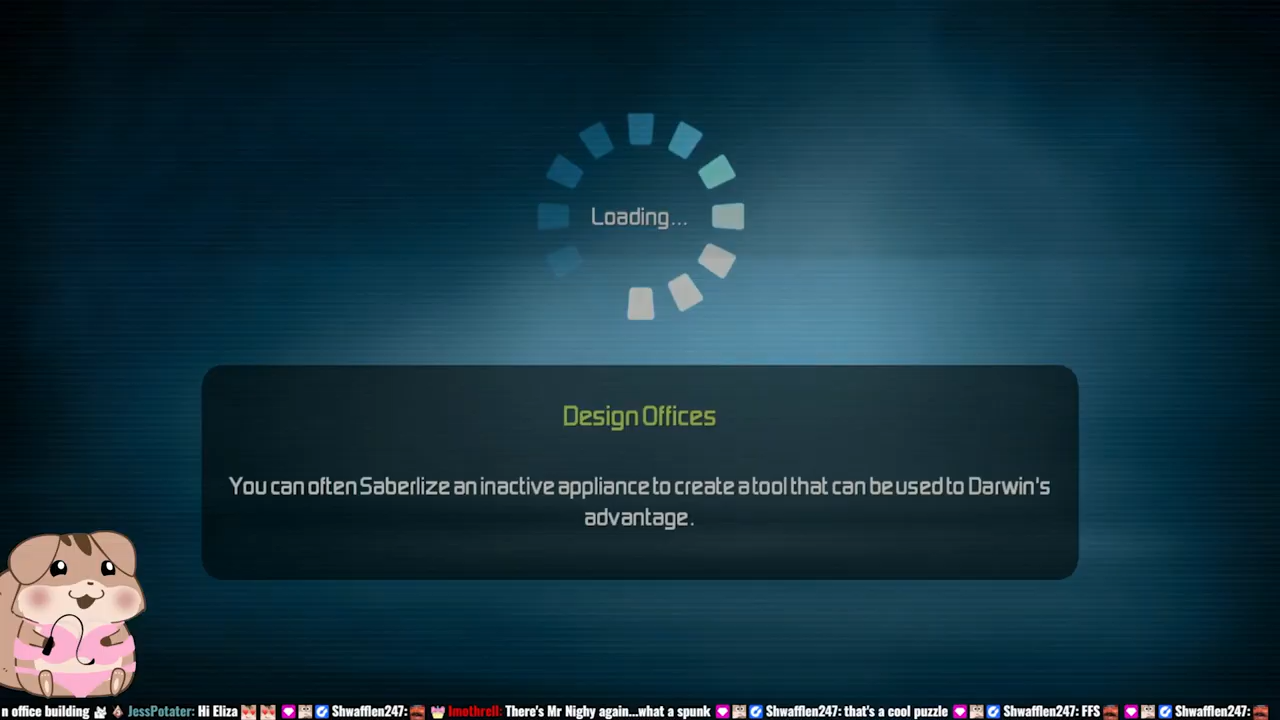 Loading...
Design Offices
You can often Saberlize an inactive appliance to create a tool that can be used to Darwin's
advantage.
n office building JessPotater: Hi Eliza Shwafflen247: lmothrell: There's Mr Nighy again...what a spunk Shwafflen247: that's a cool puzzle Shwafflen247: FFS Shwafflen247: